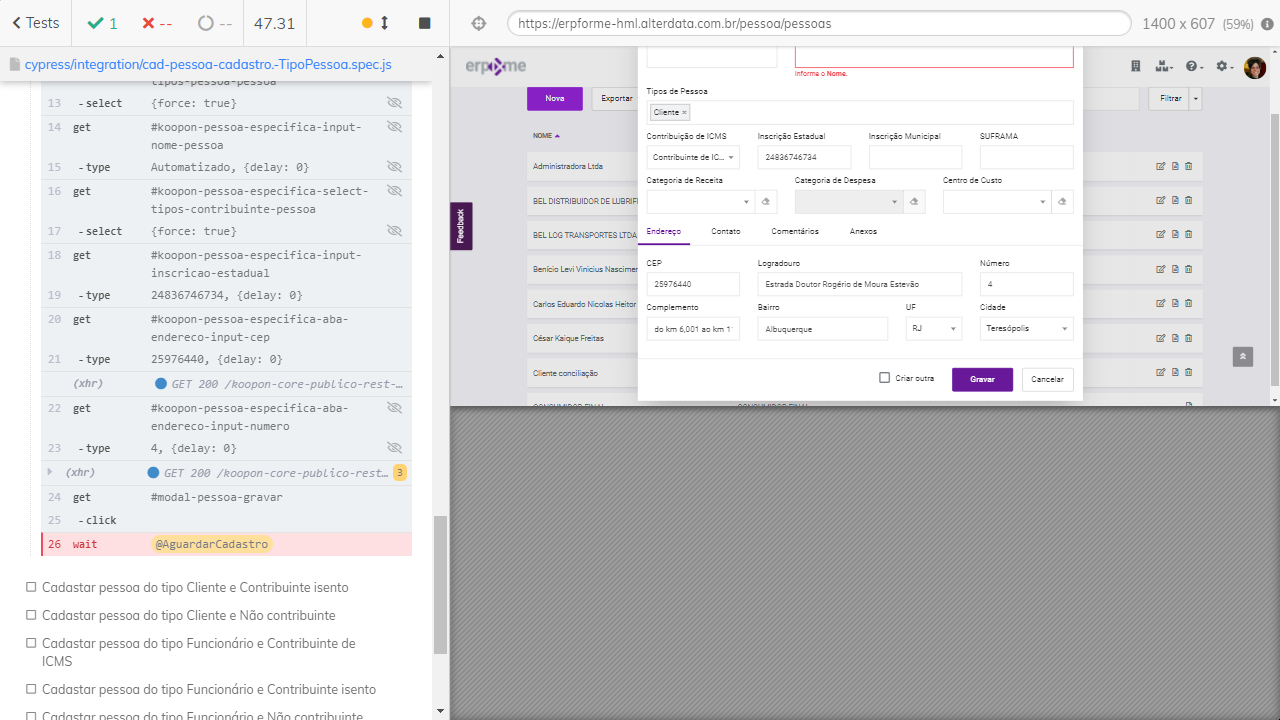 Tests
1
--
--
47.31
https://erprorme-hml.alterdata.com.br/pessoa/pessoas
1400 x 607 (59%)
cypress/integration/cad-pessoa-cadastro.-TipoPessoa.spec.js
tipos-pessoa-pessoa
13 - select {force: true}
14 get #koopon-pessoa-especifica-input-
nome-pessoa
15 - type Automatizado, {delay: 0}
16 get #koopon-pessoa-especifica-select-
tipos-contribuinte-pessoa
17 - select {force: true}
18 get #koopon-pessoa-especifica-input-
inscricao-estadual
19 - type 24836746734, {delay: 0}
20 get #koopon-pessoa-especifica-aba-
endereco-input-cep
21 - type 25976440, {delay: 0}
(xhr) GET 200 /koopon-core-publico-rest-...
22 get #koopon-pessoa-especifica-aba-
endereco-input-numero
23 - type 4, {delay: 0}
(xhr) GET 200 /koopon-core-publico-rest... 3
24 get #modal-pessoa-gravar
25 - click
26 wait @AguardarCadastro
Cadastar pessoa do tipo Cliente e Contribuinte isento
Cadastar pessoa do tipo Cliente e Não contribuinte
Cadastar pessoa do tipo Funcionário e Contribuinte de
ICMS
Cadastar pessoa do tipo Funcionário e Contribuinte isento
Cadastar pessoa do tipo Funcionário e Não contribuinte
erp me
Nova
Exportar
Filtrar
NOME
Administradora Ltda
BEL DISTRIBUIDOR DE LUBRIFI
BEL LOG TRANSPORTES LTDA
Benício Levi Vinicius Nascimen
Carlos Eduardo Nicolas Heitor
César Kaique Freitas
Cliente conciliação
CONSUMIDOR FINAL
CONSUMIDOR FINAL
Feedback
Informe o Nome.
Tipos de Pessoa
Cliente ×
Contribuição de ICMS Inscrição Estadual Inscrição Municipal SUFRAMA
Contribuinte de IC... 24836746734
Categoria de Receita Categoria de Despesa Centro de Custo
Endereço Contato Comentários Anexos
CEP Logradouro Número
25976440 Estrada Doutor Rogério de Moura Estevão 4
Complemento Bairro UF Cidade
do km 6,001 ao km 1 Albuquerque RJ Teresópolis
Criar outra Gravar Cancelar